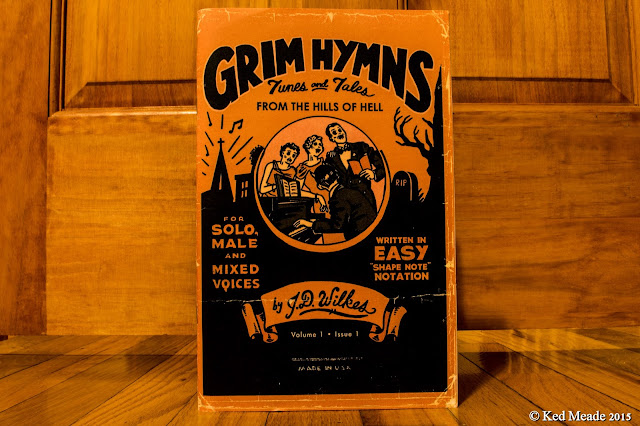 GRIM HYMNS
Tunes and Tales
FROM THE HILLS OF HELL
RIP
FOR
SOLO,
MALE
AND
MIXED
VOICES
WRITTEN IN
EASY
"SHAPE NOTE"
NOTATION
by J.D. Wilkes
Volume 1 • Issue 1
MADE IN U.S.A.
© Ked Meade 2015